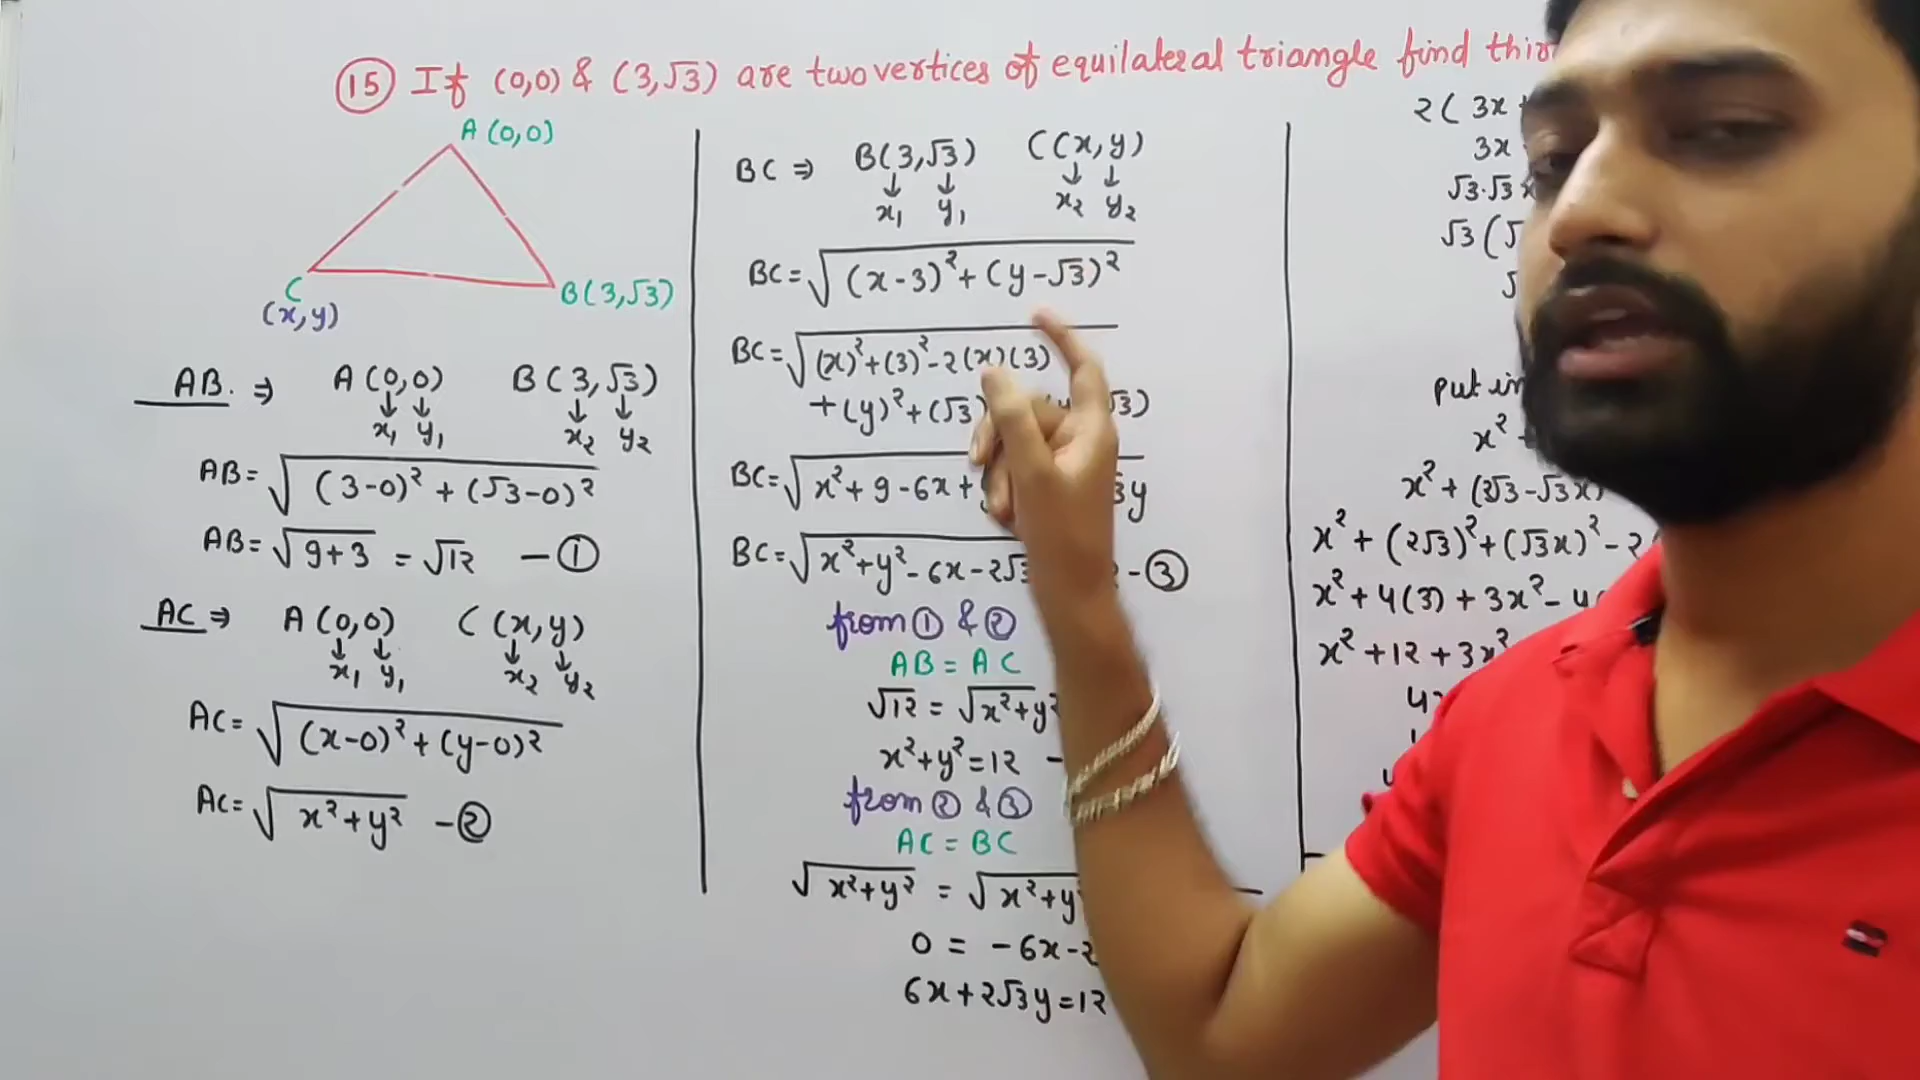 15 If (0,0) & (3,√3) are two vertices of equilateral triangle find
A (0,0)
C
(x,y)
B(3,√3)
AB. ⇒ A (0,0) B (3,√3)
↓ ↓ ↓ ↓
x₁ y₁ x₂ y₂
AB = √(3-0)² + (√3-0)²
AB = √9+3 = √12 - ①
AC ⇒ A (0,0) C (x,y)
↓ ↓ ↓ ↓
x₁ y₁ x₂ y₂
AC = √(x-0)² + (y-0)²
AC = √x²+y² - ②
BC ⇒ B(3,√3) C(x,y)
↓ ↓ ↓ ↓
x₁ y₁ x₂ y₂
BC = √(x-3)² + (y-√3)²
BC = √(x)²+(3)²-2(x)(3)
+(y)²+(√3) √3)
BC = √x²+9-6x+ 3y
BC = √x²+y²-6x-2√3 - ③
from ① & ②
AB = AC
√12 = √x²+y²
x²+y²=12 -
from ② & ③
AC = BC
√x²+y² = √x²+y
0 = -6x-2
6x+2√3y=12
2( 3x
3x
√3·√3
√3(
put in
x²
x² + (2√3-√3x)
x² + (2√3)²+(√3x)²-2
x²+4(3)+3x²-4
x²+12+3x²